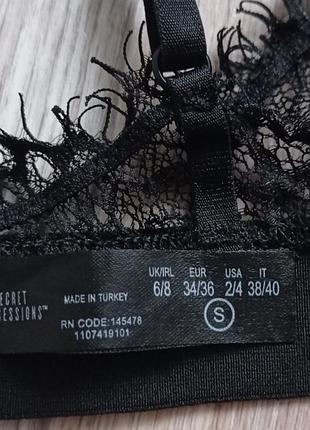 UK/IRL EUR USA IT
6/8 34/36 2/4 38/40
S
MADE IN TURKEY
RN CODE:145478
1107419101